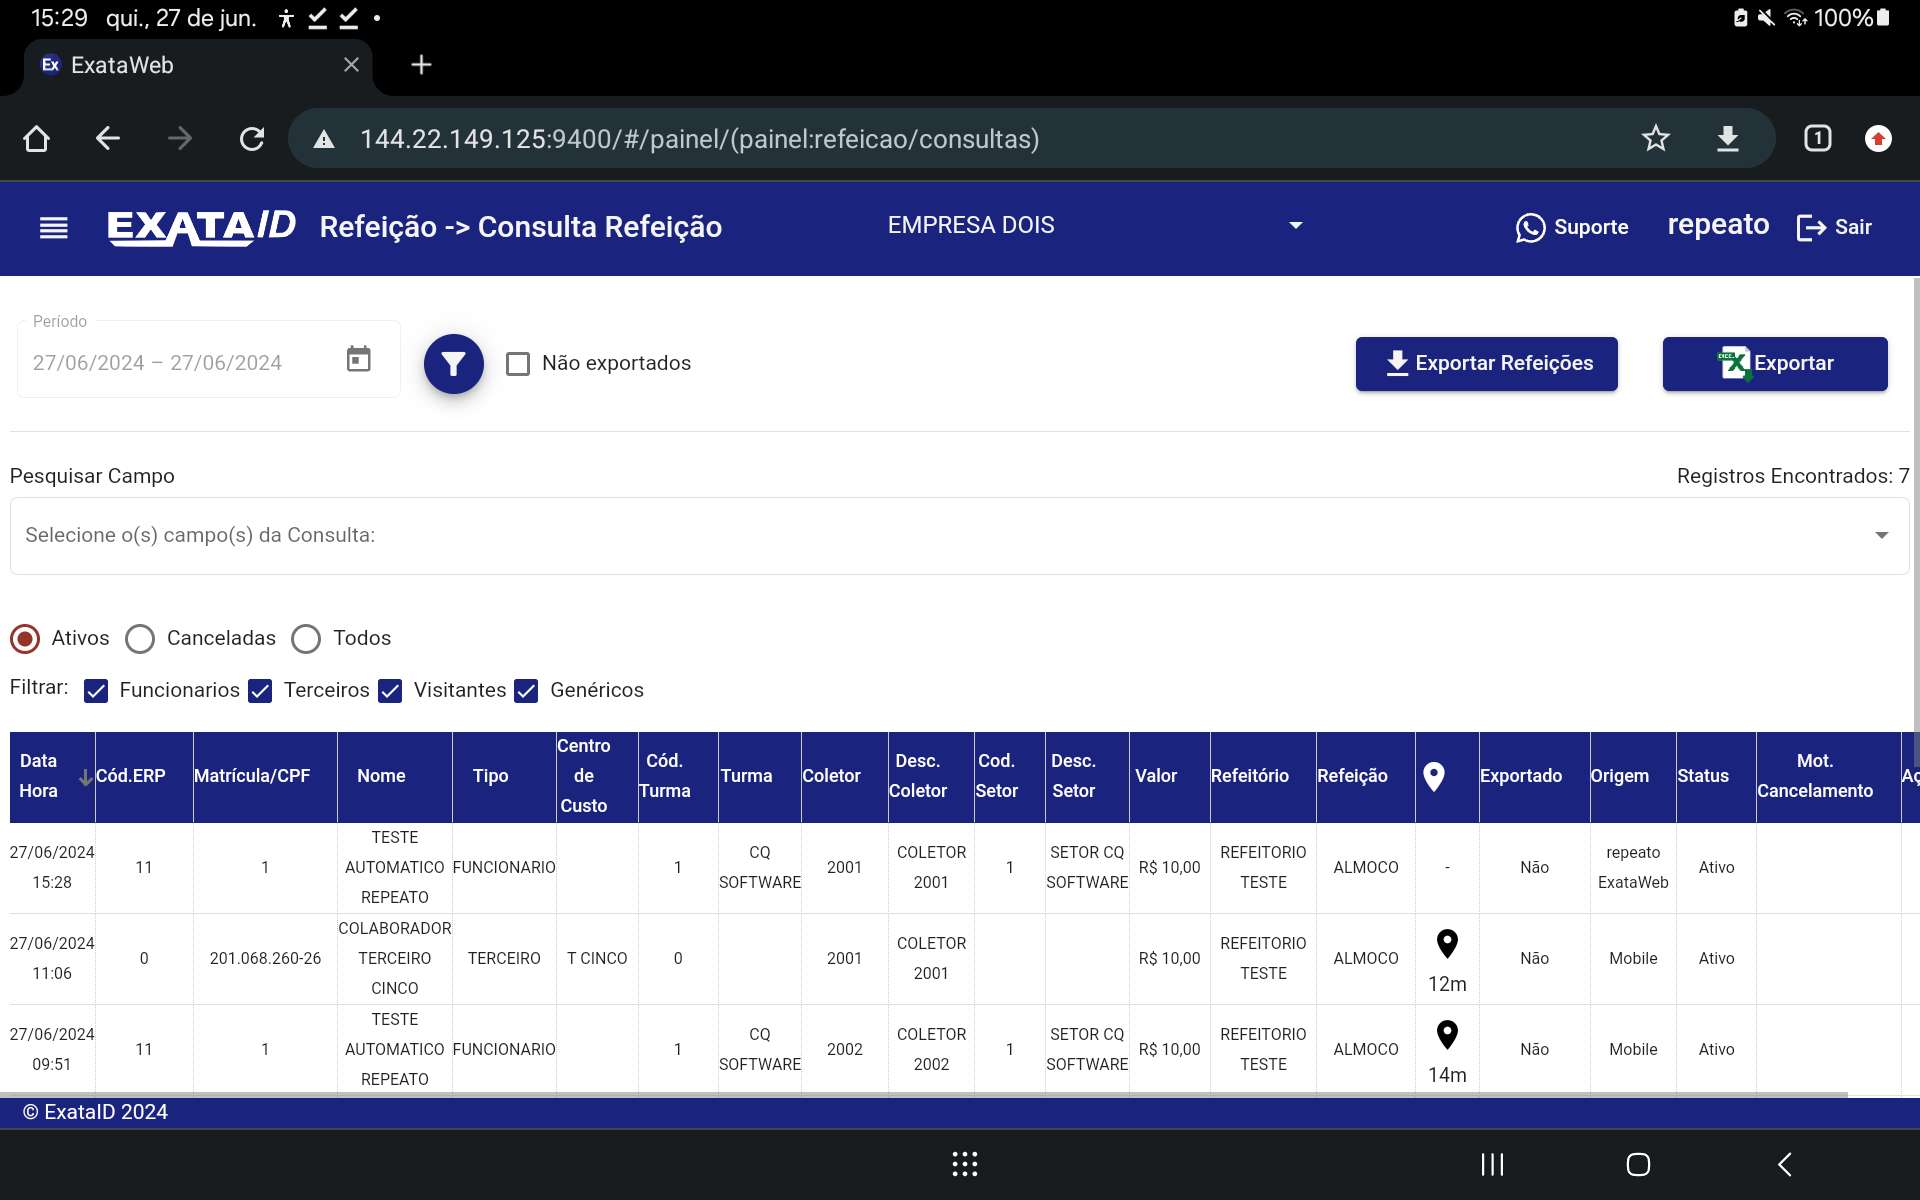 15:29 qui., 27 de jun. 100%
Ex ExataWeb
144.22.149.125:9400/#/painel/(painel:refeicao/consultas) 1
EXATAID Refeição -> Consulta Refeição EMPRESA DOIS Suporte repeato Sair
Período
27/06/2024 – 27/06/2024 Não exportados Exportar Refeições Exportar
Pesquisar Campo Registros Encontrados: 7
Selecione o(s) campo(s) da Consulta:
Ativos Canceladas Todos
Filtrar: Funcionarios Terceiros Visitantes Genéricos
Data Hora Cód.ERP Matrícula/CPF Nome Tipo Centro de Custo Cód. Turma Turma Coletor Desc. Coletor Cod. Setor Desc. Setor Valor Refeitório Refeição Exportado Origem Status Mot. Cancelamento
27/06/2024 15:28 11 1 TESTE AUTOMATICO REPEATO FUNCIONARIO 1 CQ SOFTWARE 2001 COLETOR 2001 1 SETOR CQ SOFTWARE R$ 10,00 REFEITORIO TESTE ALMOCO - Não repeato ExataWeb Ativo
27/06/2024 11:06 0 201.068.260-26 COLABORADOR TERCEIRO CINCO TERCEIRO T CINCO 0 2001 COLETOR 2001 R$ 10,00 REFEITORIO TESTE ALMOCO 12m Não Mobile Ativo
27/06/2024 09:51 11 1 TESTE AUTOMATICO REPEATO FUNCIONARIO 1 CQ SOFTWARE 2002 COLETOR 2002 1 SETOR CQ SOFTWARE R$ 10,00 REFEITORIO TESTE ALMOCO 14m Não Mobile Ativo
© ExataID 2024